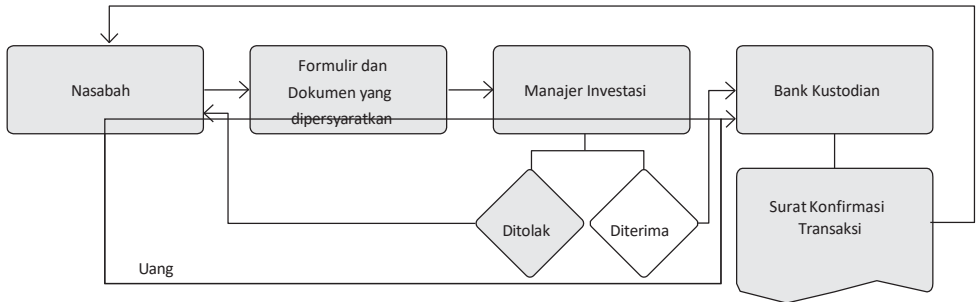 Nasabah
Formulir dan
Dokumen yang
dipersyaratkan
Manajer Investasi
Bank Kustodian
Ditolak
Diterima
Surat Konfirmasi
Transaksi
Uang